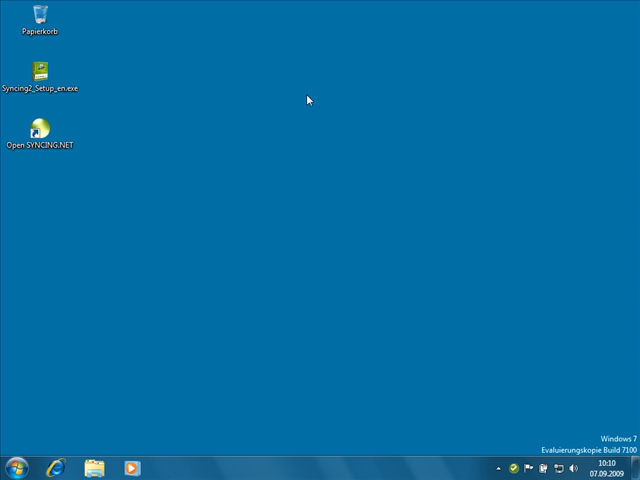 Papierkorb
Syncing2_Setup_en.exe
Open SYNCING.NET
Windows 7
Evaluierungskopie Build 7100
10:10
07.09.2009